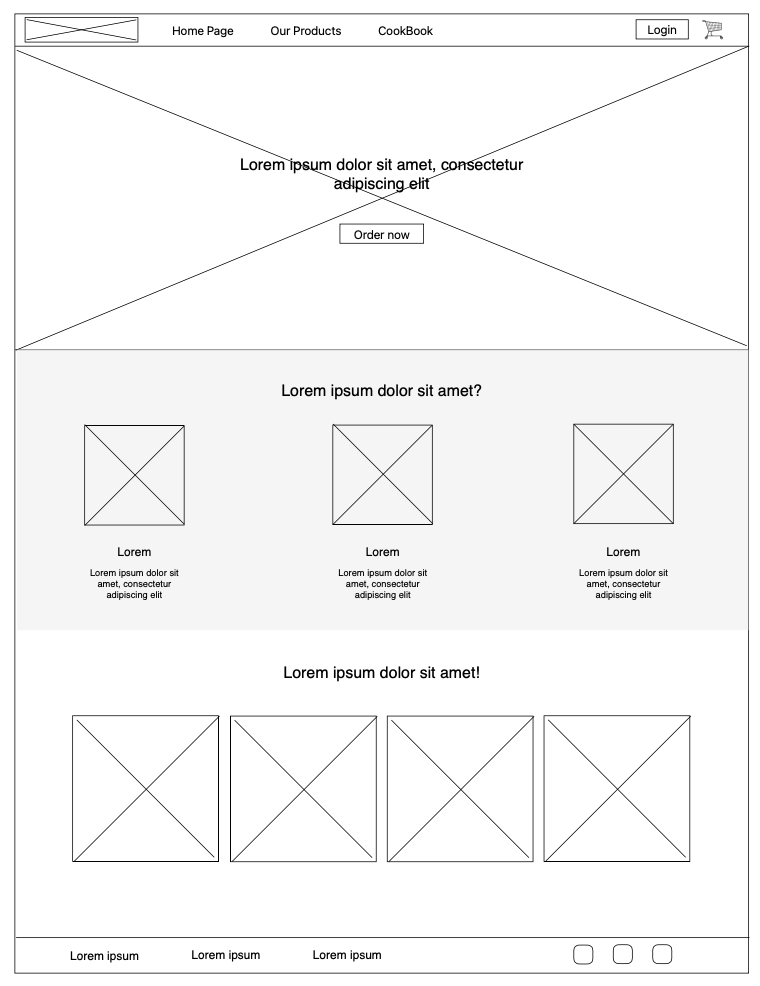 Home Page
Our Products
CookBook
Login
Lorem ipsum dolor sit amet, consectetur
adipiscing elit
Order now
Lorem ipsum dolor sit amet?
Lorem
Lorem ipsum dolor sit
amet, consectetur
adipiscing elit
Lorem
Lorem ipsum dolor sit
amet, consectetur
adipiscing elit
Lorem
Lorem ipsum dolor sit
amet, consectetur
adipiscing elit
Lorem ipsum dolor sit amet!
Lorem ipsum
Lorem ipsum
Lorem ipsum